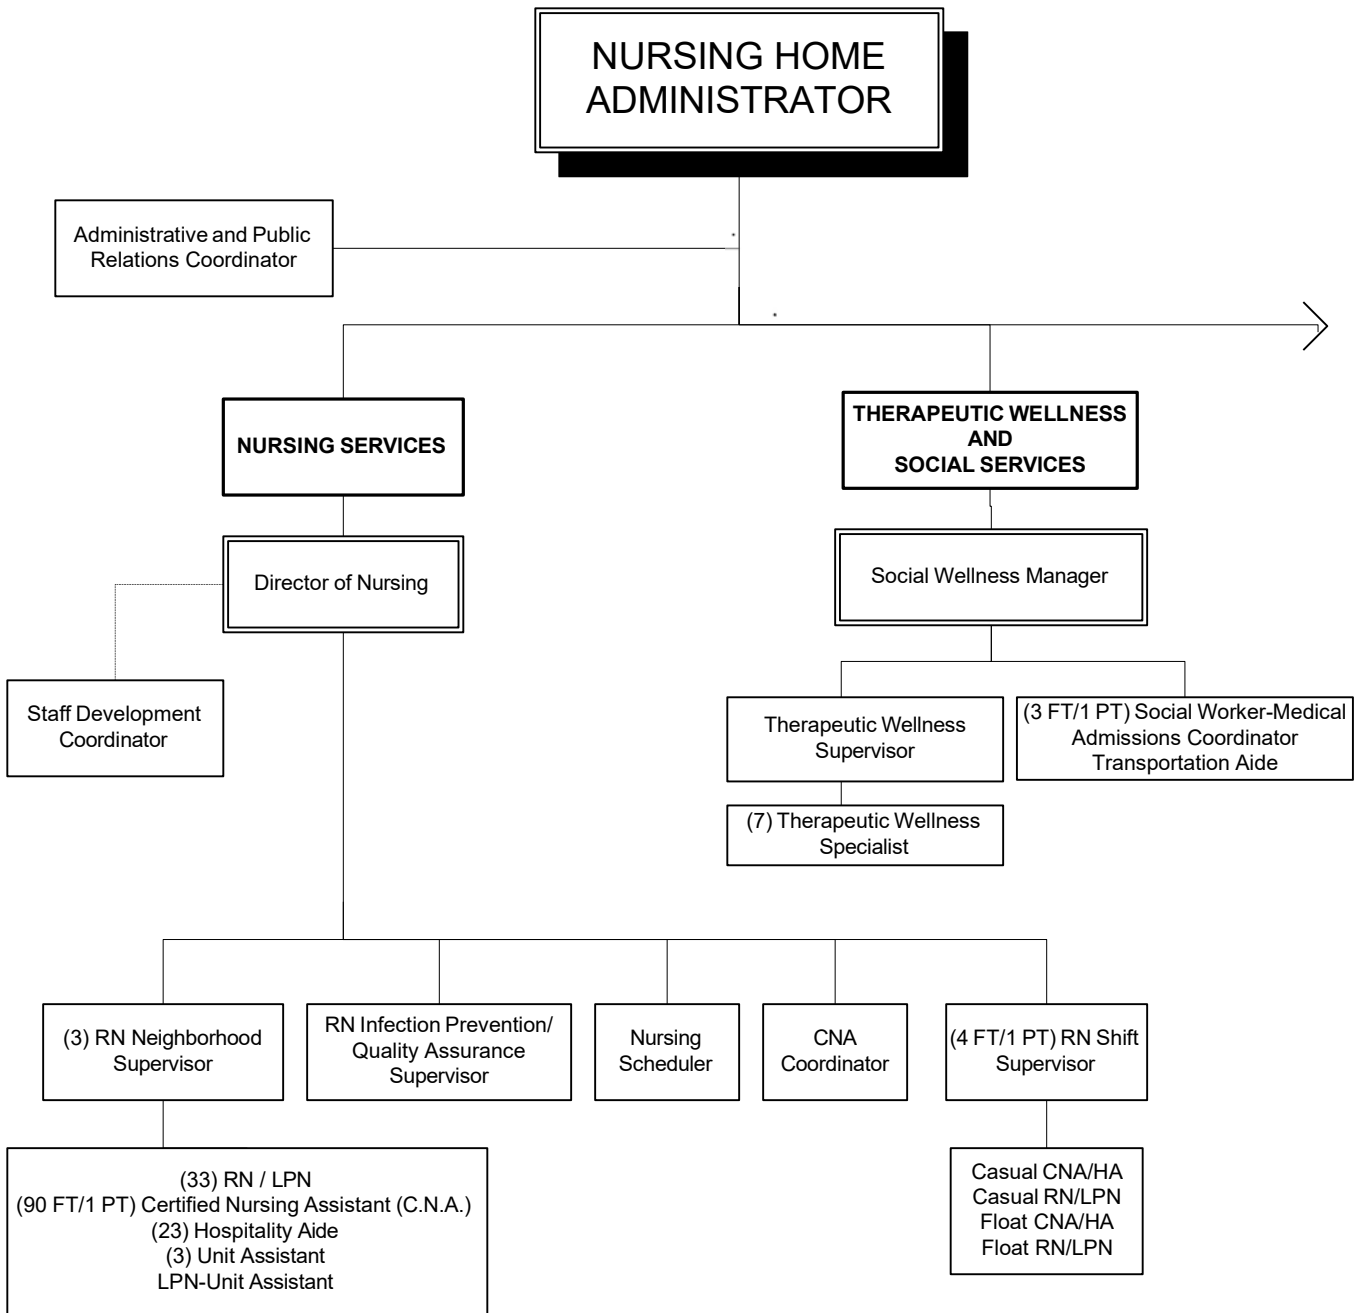 NURSING HOME
ADMINISTRATOR
Administrative and Public
Relations Coordinator
*
*
NURSING SERVICES
THERAPEUTIC WELLNESS
AND
SOCIAL SERVICES
Director of Nursing
Social Wellness Manager
Staff Development
Coordinator
Therapeutic Wellness
Supervisor
(3 FT/1 PT) Social Worker-Medical
Admissions Coordinator
Transportation Aide
(7) Therapeutic Wellness
Specialist
(3) RN Neighborhood
Supervisor
RN Infection Prevention/
Quality Assurance
Supervisor
Nursing
Scheduler
CNA
Coordinator
(4 FT/1 PT) RN Shift
Supervisor
(33) RN / LPN
(90 FT/1 PT) Certified Nursing Assistant (C.N.A.)
(23) Hospitality Aide
(3) Unit Assistant
LPN-Unit Assistant
Casual CNA/HA
Casual RN/LPN
Float CNA/HA
Float RN/LPN